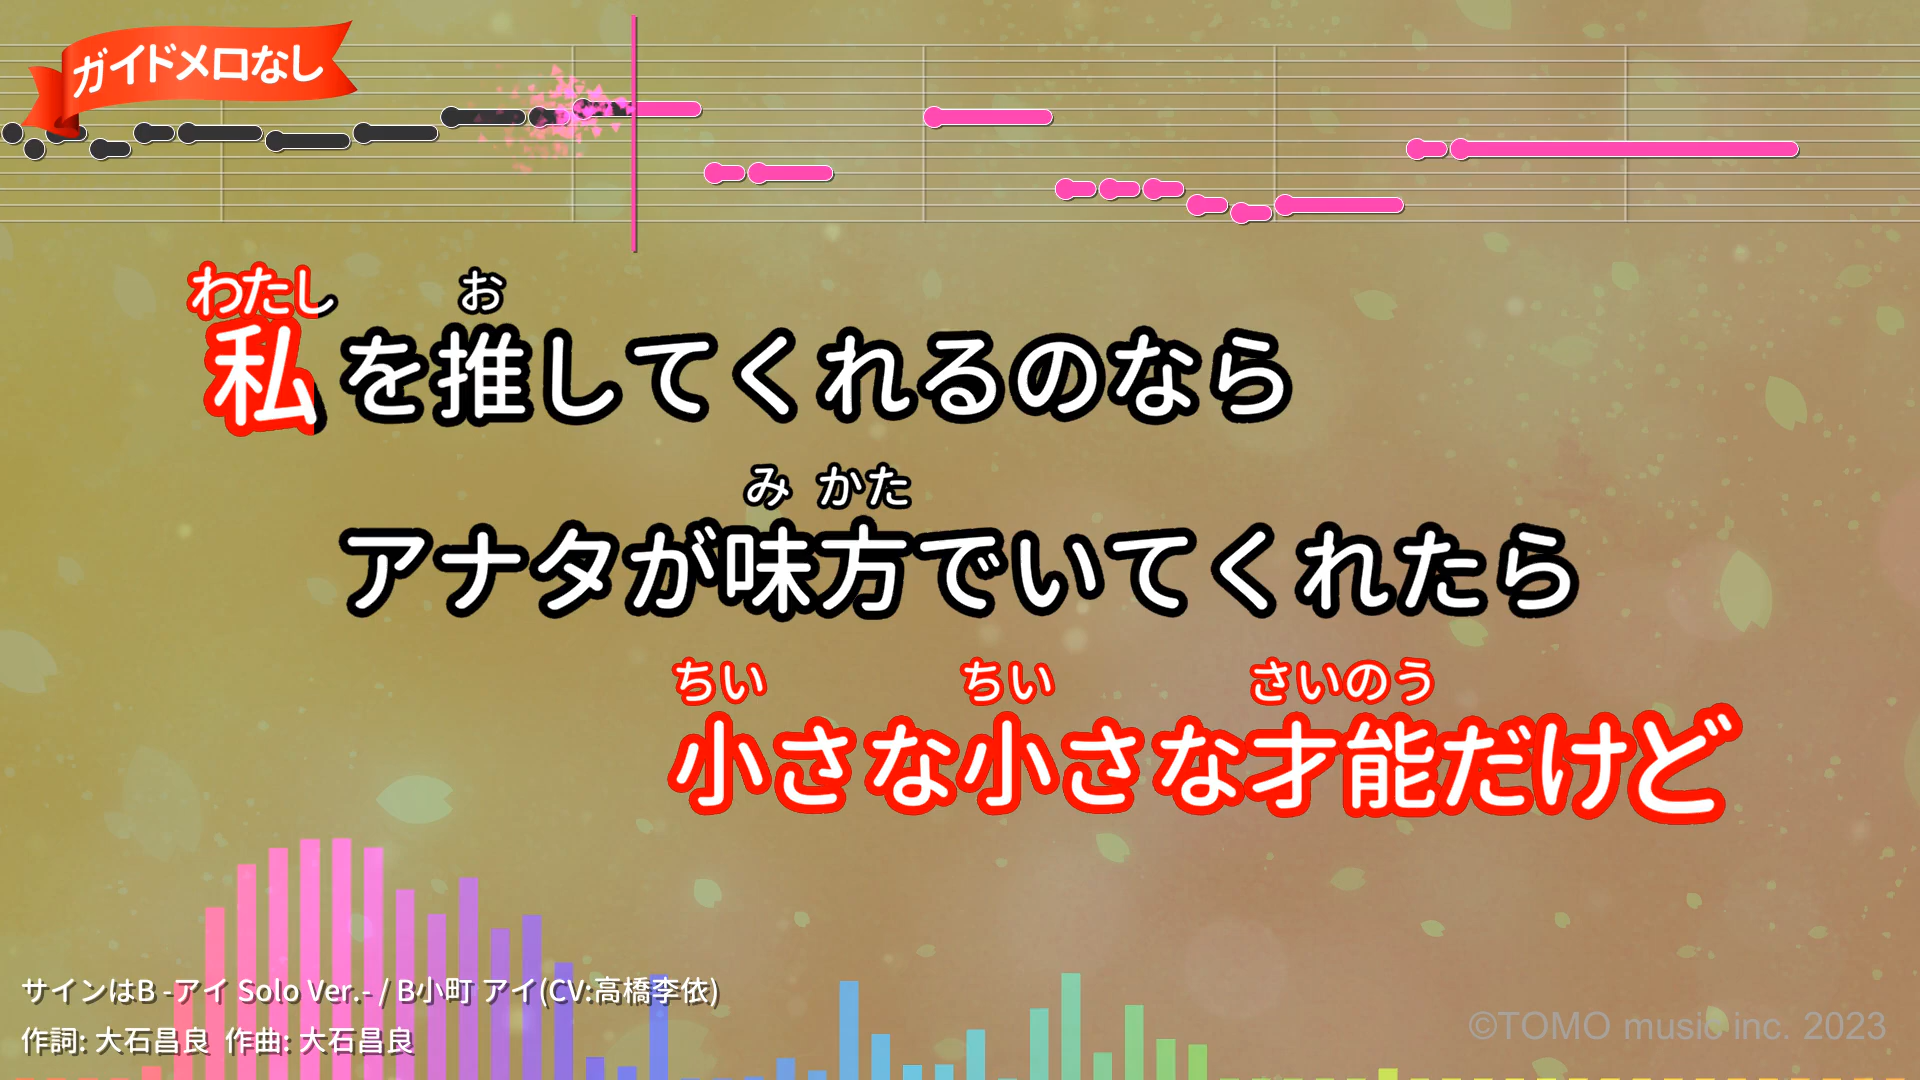 ガイドメロなし
わたし お
私を推してくれるのなら
み かた
アナタが味方でいてくれたら
ちい ちい さいのう
小さな小さな才能だけど
サインはB -アイ Solo Ver.- / B小町 アイ(CV:高橋李依)
作詞: 大石昌良 作曲: 大石昌良
©TOMO music inc. 2023